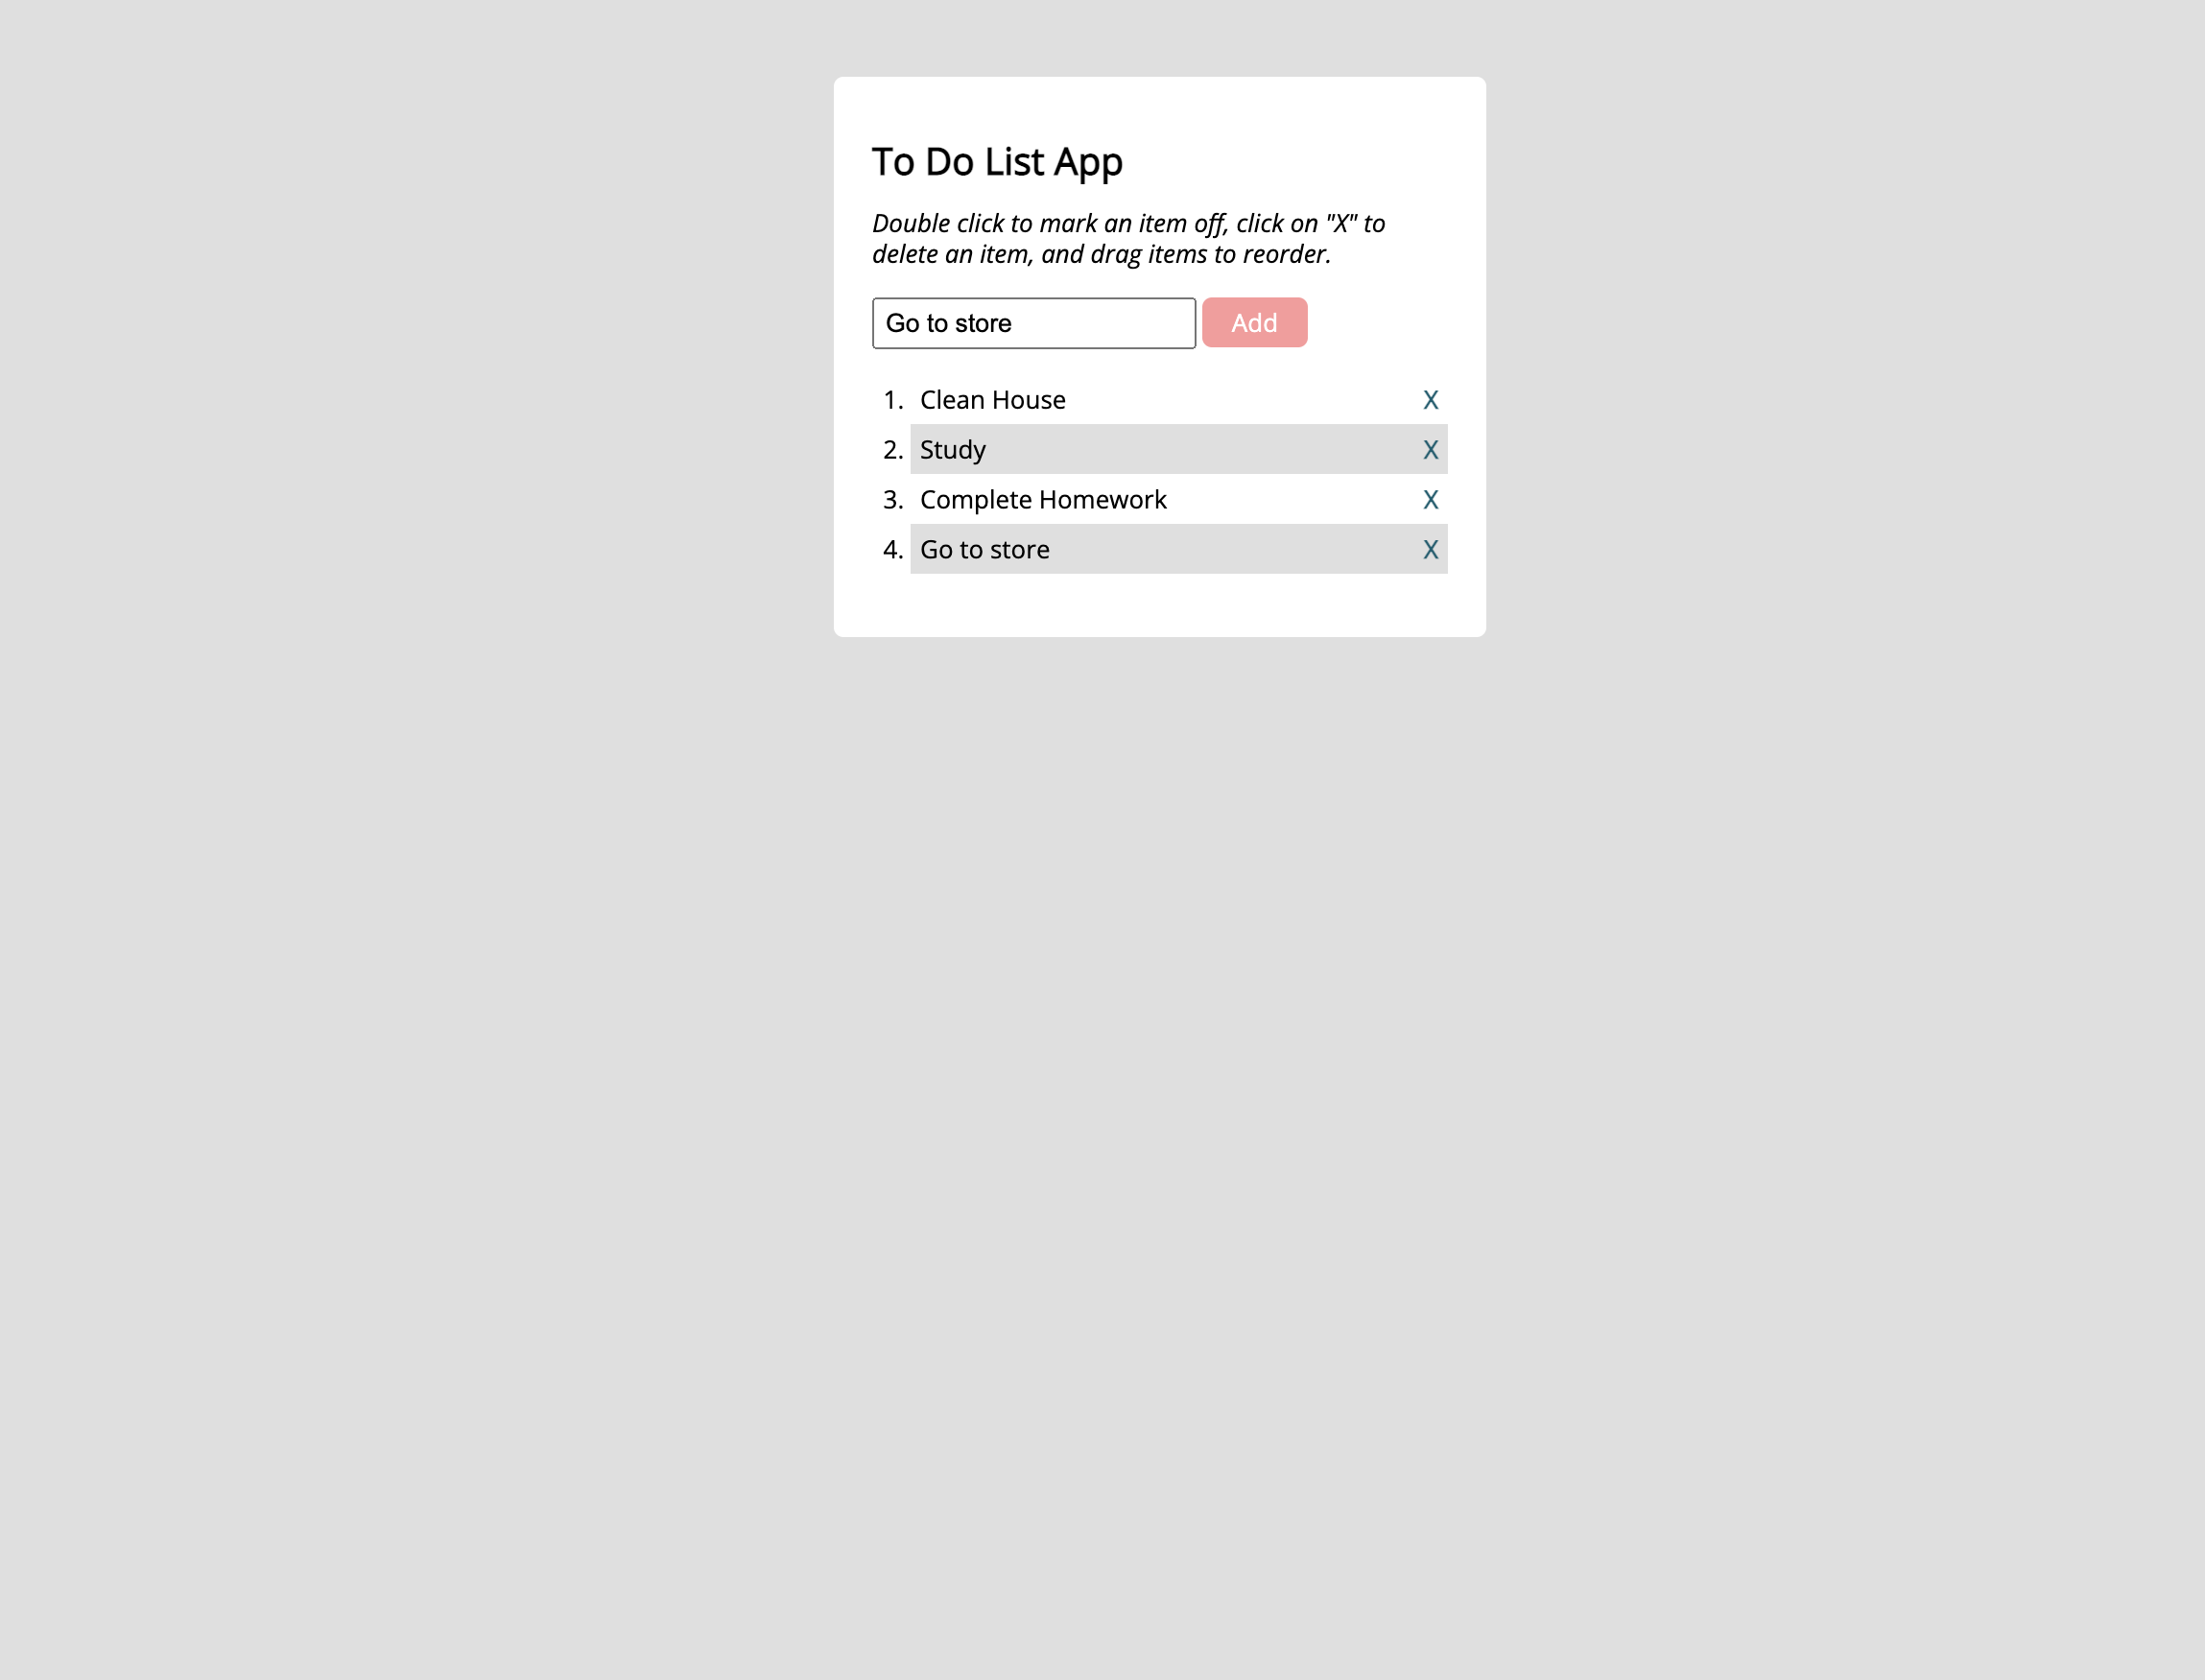 To Do List App
Double click to mark an item off, click on "X" to
delete an item, and drag items to reorder.
Go to store Add
1. Clean House X
2. Study X
3. Complete Homework X
4. Go to store X